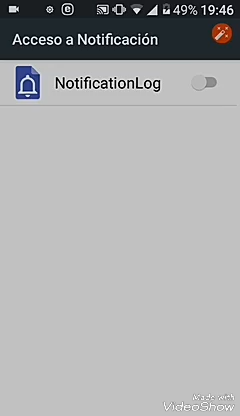 49% 19:46
Acceso a Notificación
NotificationLog
Made with
VideoShow